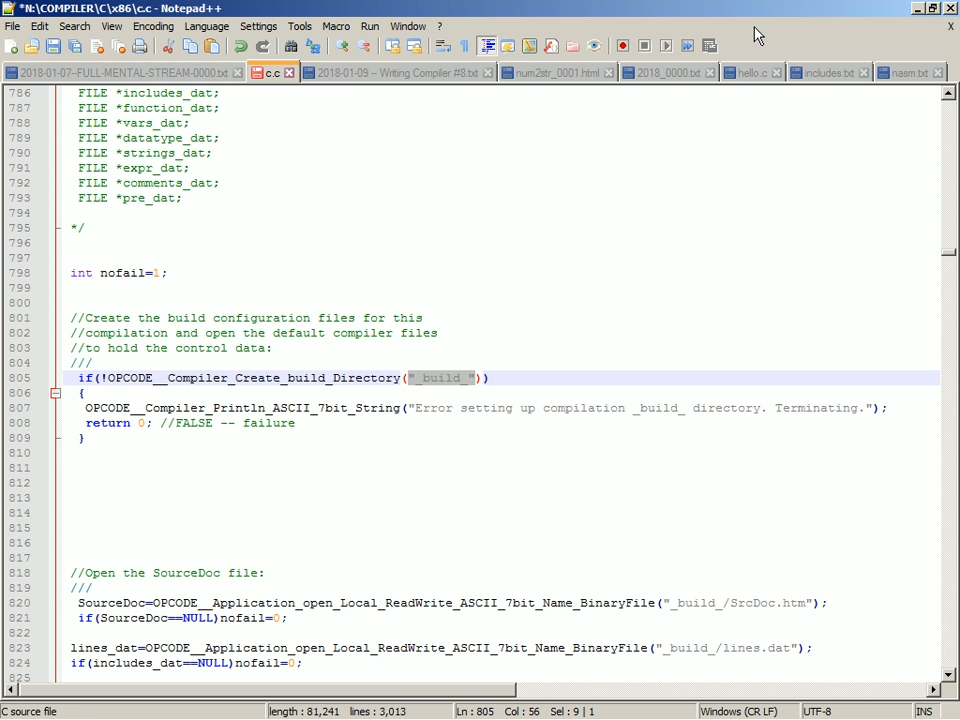 *N:\COMPILER\C\x86\c.c - Notepad++
File Edit Search View Encoding Language Settings Tools Macro Run Window ? X
2018-01-07-FULL-MENTAL-STREAM-0000.txt c.c 2018-01-09 -- Writing Compiler #8.txt num2str_0001.html 2018_0000.txt hello.c includes.txt nasm.txt
786 FILE *includes_dat;
787 FILE *function_dat;
788 FILE *vars_dat;
789 FILE *datatype_dat;
790 FILE *strings_dat;
791 FILE *expr_dat;
792 FILE *comments_dat;
793 FILE *pre_dat;
794
795 */
796
797
798 int nofail=1;
799
800
801 //Create the build configuration files for this
802 //compilation and open the default compiler files
803 //to hold the control data:
804 ///
805 if(!OPCODE__Compiler_Create_build_Directory("_build_"))
806 {
807 OPCODE__Compiler_Println_ASCII_7bit_String("Error setting up compilation _build_ directory. Terminating.");
808 return 0; //FALSE -- failure
809 }
810
811
812
813
814
815
816
817
818 //Open the SourceDoc file:
819 ///
820 SourceDoc=OPCODE__Application_open_Local_ReadWrite_ASCII_7bit_Name_BinaryFile("_build_/SrcDoc.htm");
821 if(SourceDoc==NULL)nofail=0;
822
823 lines_dat=OPCODE__Application_open_Local_ReadWrite_ASCII_7bit_Name_BinaryFile("_build_/lines.dat");
824 if(includes_dat==NULL)nofail=0;
825
C source file length : 81,241 lines : 3,013 Ln : 805 Col : 56 Sel : 9 | 1 Windows (CR LF) UTF-8 INS